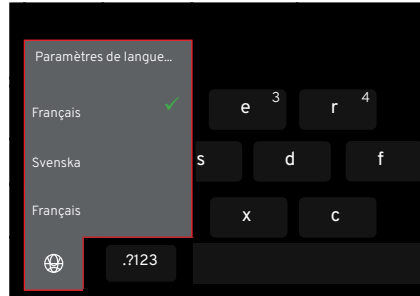 Paramètres de langue...
Français ✓
Svenska
Français
e 3
r 4
s
d
f
x
c
.?123